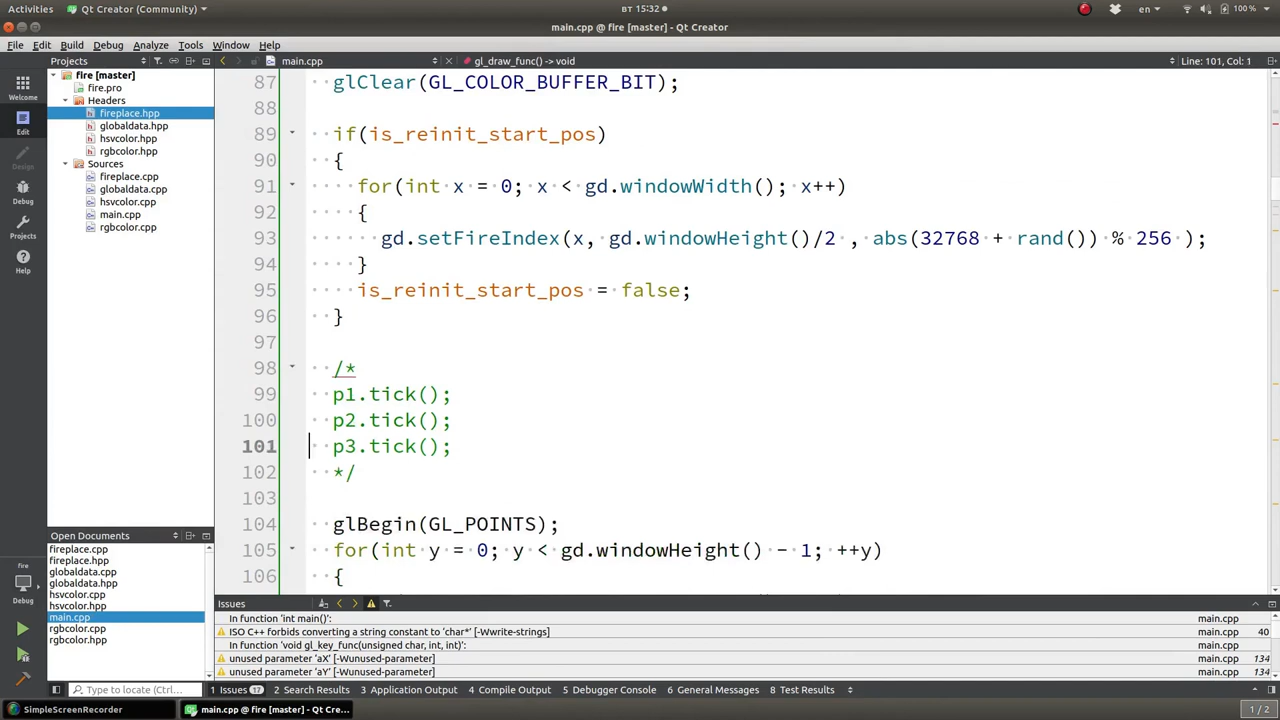 Activities Qt Creator (Community) BT 15:32 en 100 %
main.cpp @ fire [master] - Qt Creator
File Edit Build Debug Analyze Tools Window Help
Projects main.cpp gl_draw_func() → void Line: 101, Col: 1
Welcome
Edit
Design
Debug
Projects
Help
fire
Debug
fire [master]
fire.pro
Headers
fireplace.hpp
globaldata.hpp
hsvcolor.hpp
rgbcolor.hpp
Sources
fireplace.cpp
globaldata.cpp
hsvcolor.cpp
main.cpp
rgbcolor.cpp
Open Documents
fireplace.cpp
fireplace.hpp
globaldata.cpp
globaldata.hpp
hsvcolor.cpp
hsvcolor.hpp
main.cpp
rgbcolor.cpp
rgbcolor.hpp
87 glClear(GL_COLOR_BUFFER_BIT);
88
89 if(is_reinit_start_pos)
90 {
91 for(int x = 0; x < gd.windowWidth(); x++)
92 {
93 gd.setFireIndex(x, gd.windowHeight()/2 , abs(32768 + rand()) % 256 );
94 }
95 is_reinit_start_pos = false;
96 }
97
98 /*
99 p1.tick();
100 p2.tick();
101 p3.tick();
102 */
103
104 glBegin(GL_POINTS);
105 for(int y = 0; y < gd.windowHeight() - 1; ++y)
106 {
Issues
In function 'int main()': main.cpp
ISO C++ forbids converting a string constant to 'char*' [-Wwrite-strings] main.cpp 40
In function 'void gl_key_func(unsigned char, int, int)': main.cpp
unused parameter 'aX' [-Wunused-parameter] main.cpp 134
unused parameter 'aY' [-Wunused-parameter] main.cpp 134
Type to locate (Ctrl... 1 Issues 17 2 Search Results 3 Application Output 4 Compile Output 5 Debugger Console 6 General Messages 8 Test Results
SimpleScreenRecorder main.cpp @ fire [master] - Qt Cre... 1 / 2